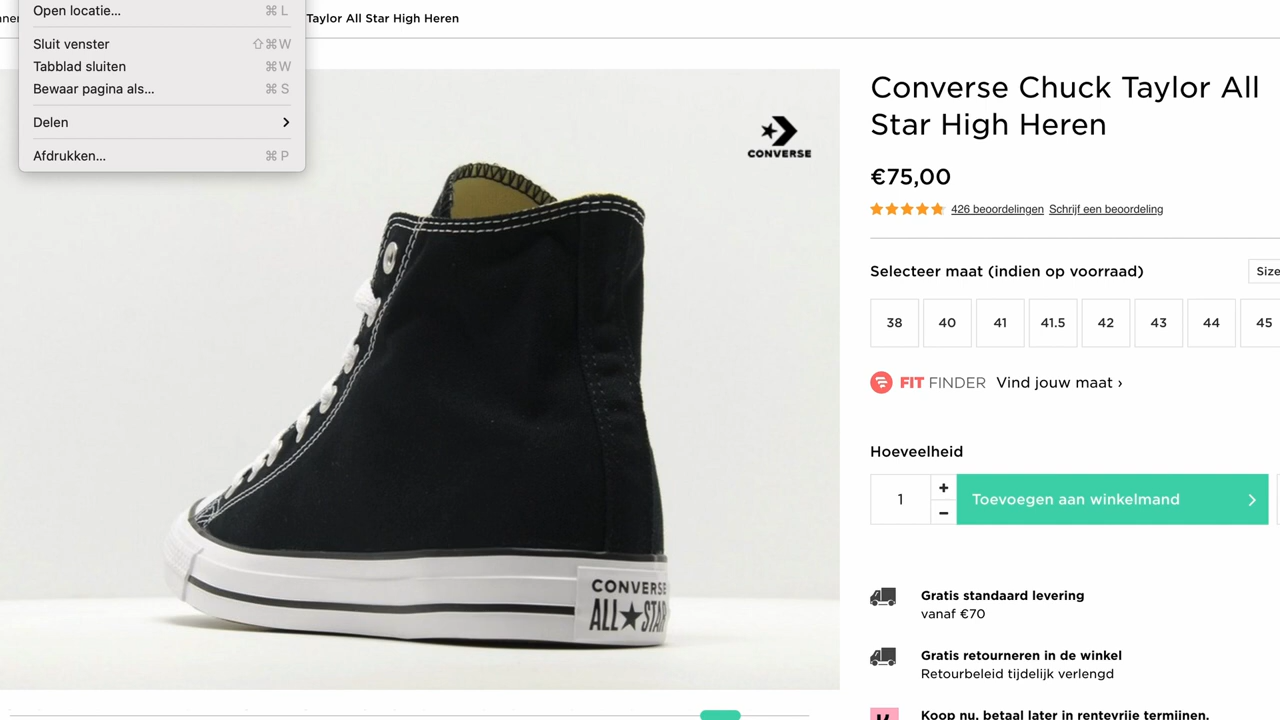 Open locatie... ⌘ L
Taylor All Star High Heren
Sluit venster ⇧⌘W
Tabblad sluiten ⌘W
Bewaar pagina als... ⌘ S
Delen
Afdrukken... ⌘ P
CONVERSE
CONVERSE
ALL★STAR
Converse Chuck Taylor All
Star High Heren
€75,00
426 beoordelingen Schrijf een beoordeling
Selecteer maat (indien op voorraad) Size
38 40 41 41.5 42 43 44 45
FIT FINDER Vind jouw maat ›
Hoeveelheid
1 + −
Toevoegen aan winkelmand
Gratis standaard levering
vanaf €70
Gratis retourneren in de winkel
Retourbeleid tijdelijk verlengd
Koop nu, betaal later in rentevrije termijnen.